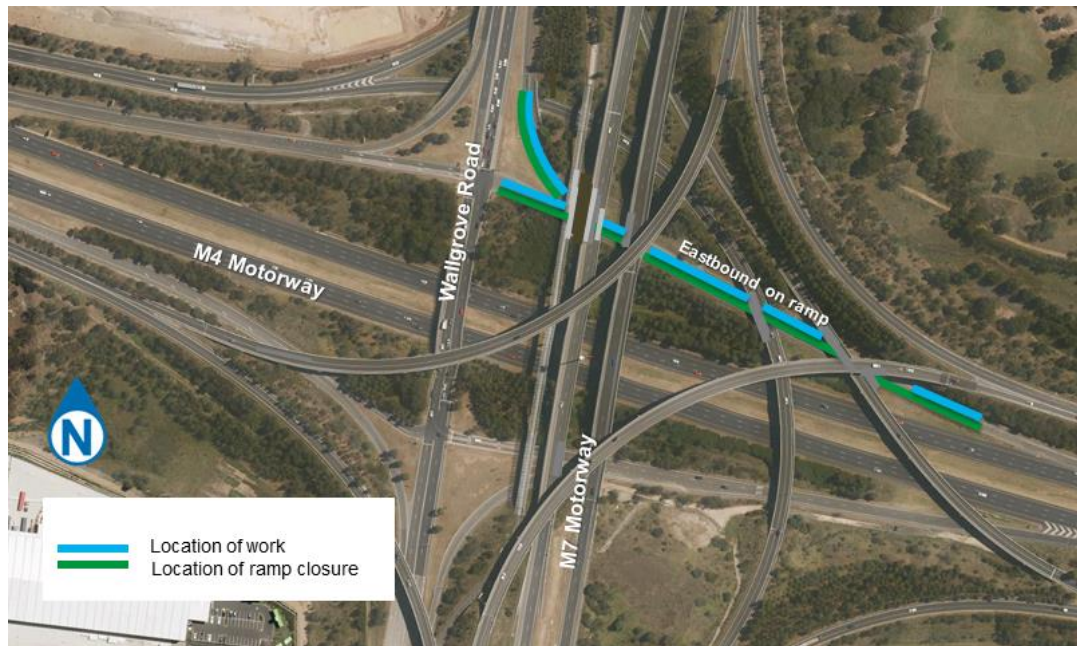 Wallgrove Road
M4 Motorway
Eastbound on ramp
M7 Motorway
N
Location of work
Location of ramp closure